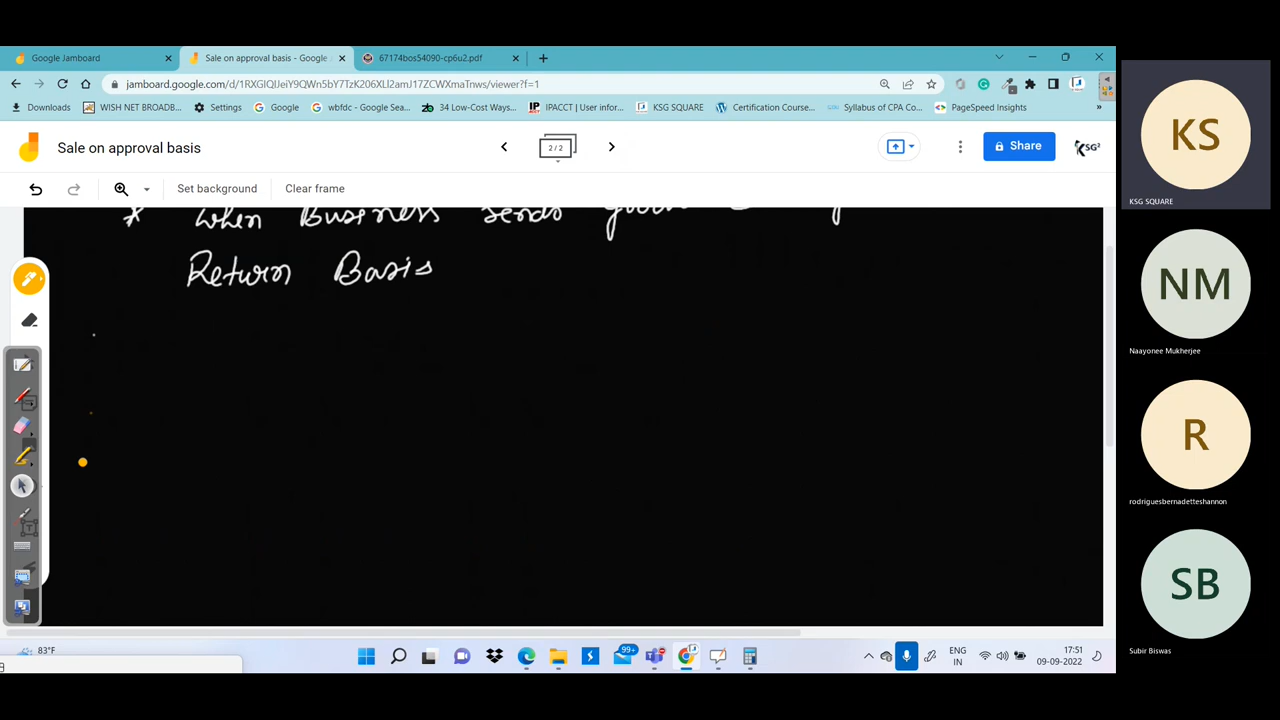 Google Jamboard
Sale on approval basis - Google
67174bos54090-cp6u2.pdf
jamboard.google.com/d/1RXGlQIJeiY9QWn5bY7TzK206XLl2amJ17ZCWXmaTnws/viewer?f=1
Downloads
WISH NET BROADB...
Settings
Google
wbfdc - Google Sea...
34 Low-Cost Ways...
IPACCT | User infor...
KSG SQUARE
Certification Course...
Syllabus of CPA Co...
PageSpeed Insights
Sale on approval basis
2/2
Share
KSG²
Set background
Clear frame
* When Business sends
Return Basis
KS
KSG SQUARE
NM
Naayonee Mukherjee
R
rodriguesbernadetteshannon
SB
Subir Biswas
83°F
99+
ENG
IN
17:51
09-09-2022